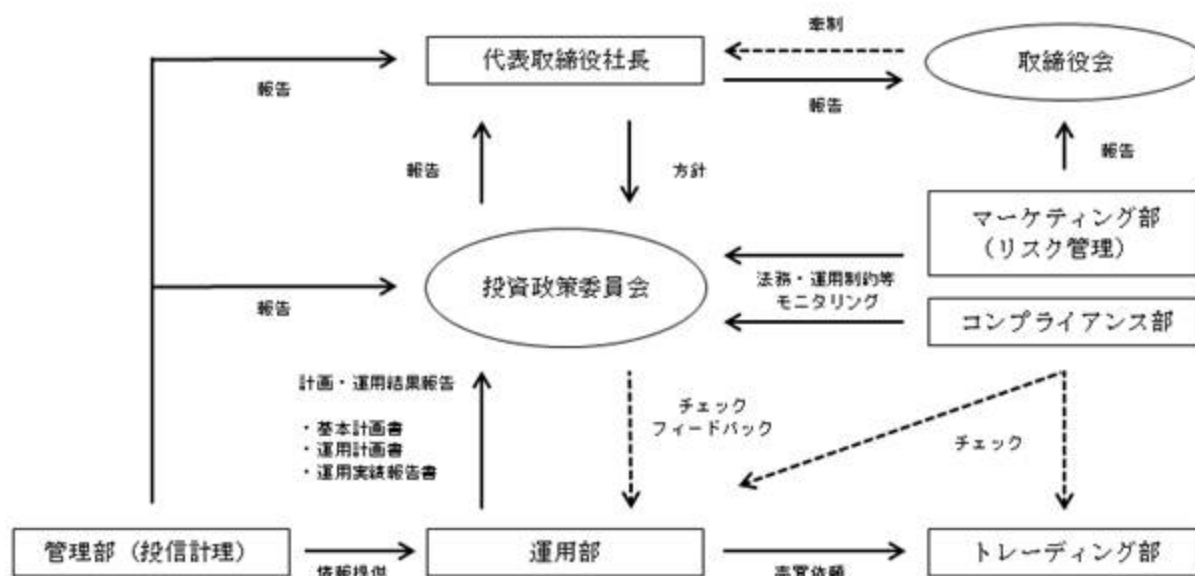 牽制
代表取締役社長
取締役会
報告
報告
報告
方針
報告
マーケティング部
（リスク管理）
投資政策委員会
法務・運用制約等
モニタリング
報告
コンプライアンス部
計画・運用結果報告
・基本計画書
・運用計画書
・運用実績報告書
チェック
フィードバック
チェック
管理部（投信計理）
運用部
トレーディング部
情報提供
売買依頼